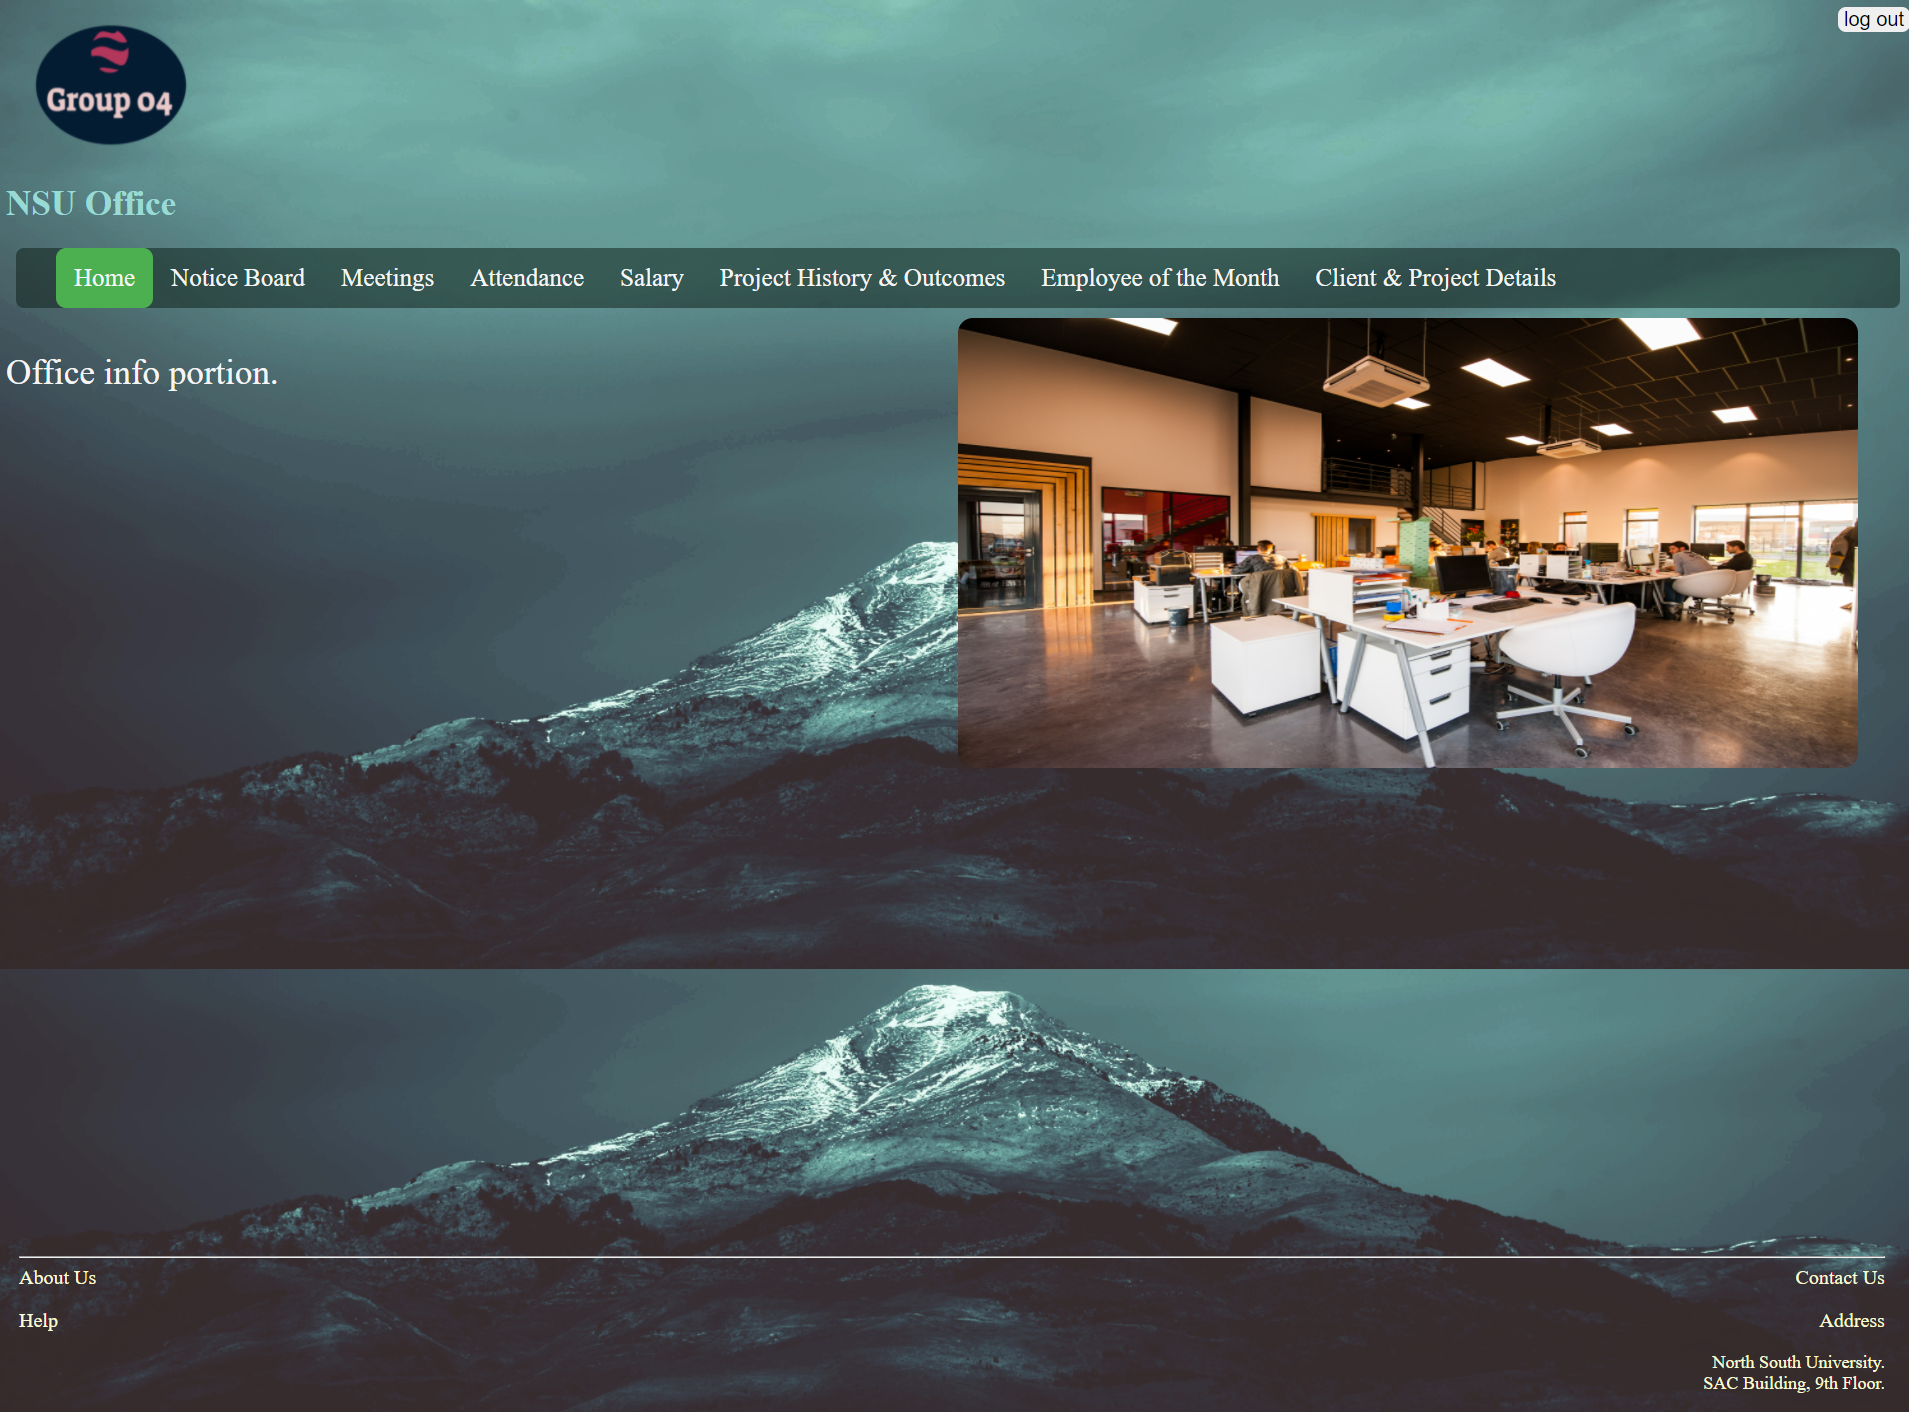 log out
Group 04
NSU Office
Home Notice Board Meetings Attendance Salary Project History & Outcomes Employee of the Month Client & Project Details
Office info portion.
About Us
Contact Us
Help
Address
North South University.
SAC Building, 9th Floor.